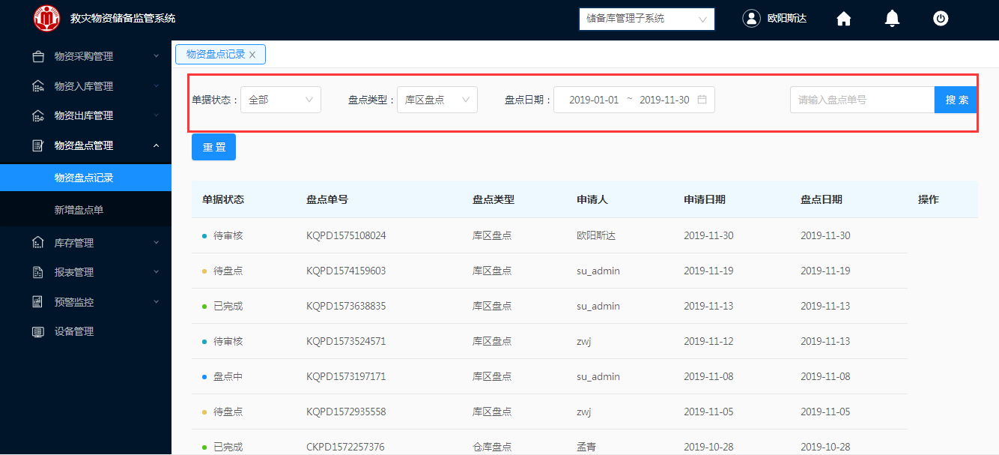 救灾物资储备监管系统
储备库管理子系统
欧阳斯达
物资采购管理
物资入库管理
物资出库管理
物资盘点管理
物资盘点记录
新增盘点单
库存管理
报表管理
预警监控
设备管理
物资盘点记录 X
单据状态： 全部 盘点类型： 库区盘点 盘点日期： 2019-01-01 ~ 2019-11-30 请输入盘点单号 搜 索
重 置
单据状态 盘点单号 盘点类型 申请人 申请日期 盘点日期 操作
待审核 KQPD1575108024 库区盘点 欧阳斯达 2019-11-30 2019-11-30
待盘点 KQPD1574159603 库区盘点 su_admin 2019-11-19 2019-11-19
已完成 KQPD1573638835 库区盘点 su_admin 2019-11-13 2019-11-13
待审核 KQPD1573524571 库区盘点 zwj 2019-11-12 2019-11-13
盘点中 KQPD1573197171 库区盘点 su_admin 2019-11-08 2019-11-08
待盘点 KQPD1572935558 库区盘点 zwj 2019-11-05 2019-11-05
已完成 CKPD1572257376 仓库盘点 孟青 2019-10-28 2019-10-28